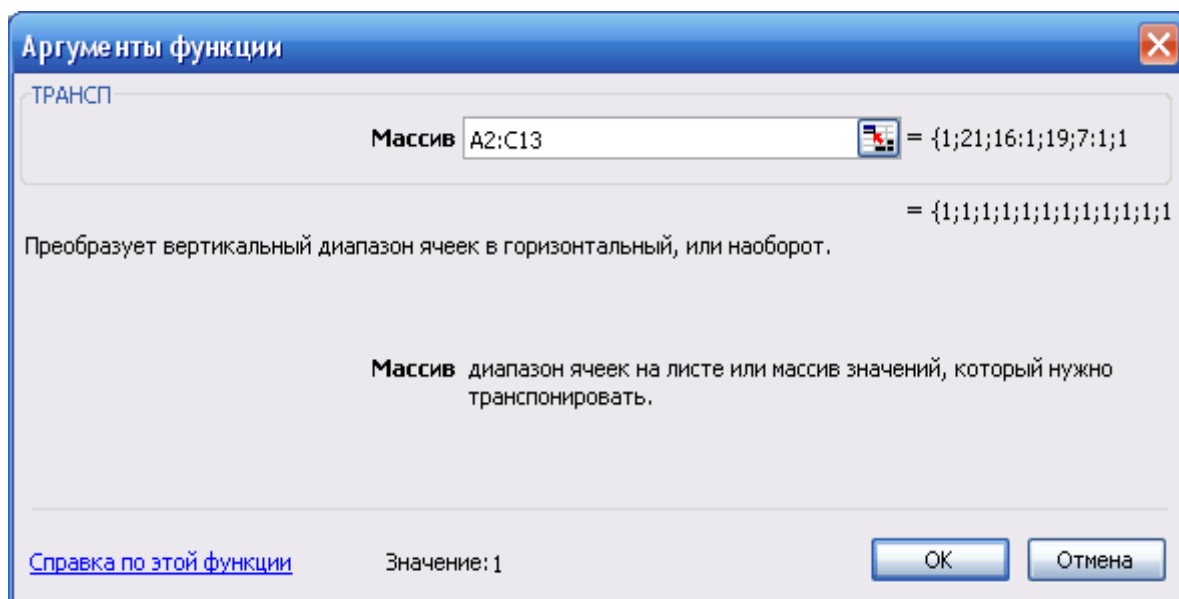 Аргументы функции
ТРАНСП
Массив A2:C13 = {1;21;16:1;19;7:1;1
= {1;1;1;1;1;1;1;1;1;1;1;1
Преобразует вертикальный диапазон ячеек в горизонтальный, или наоборот.
Массив диапазон ячеек на листе или массив значений, который нужно
транспонировать.
Справка по этой функции Значение:1 ОК Отмена